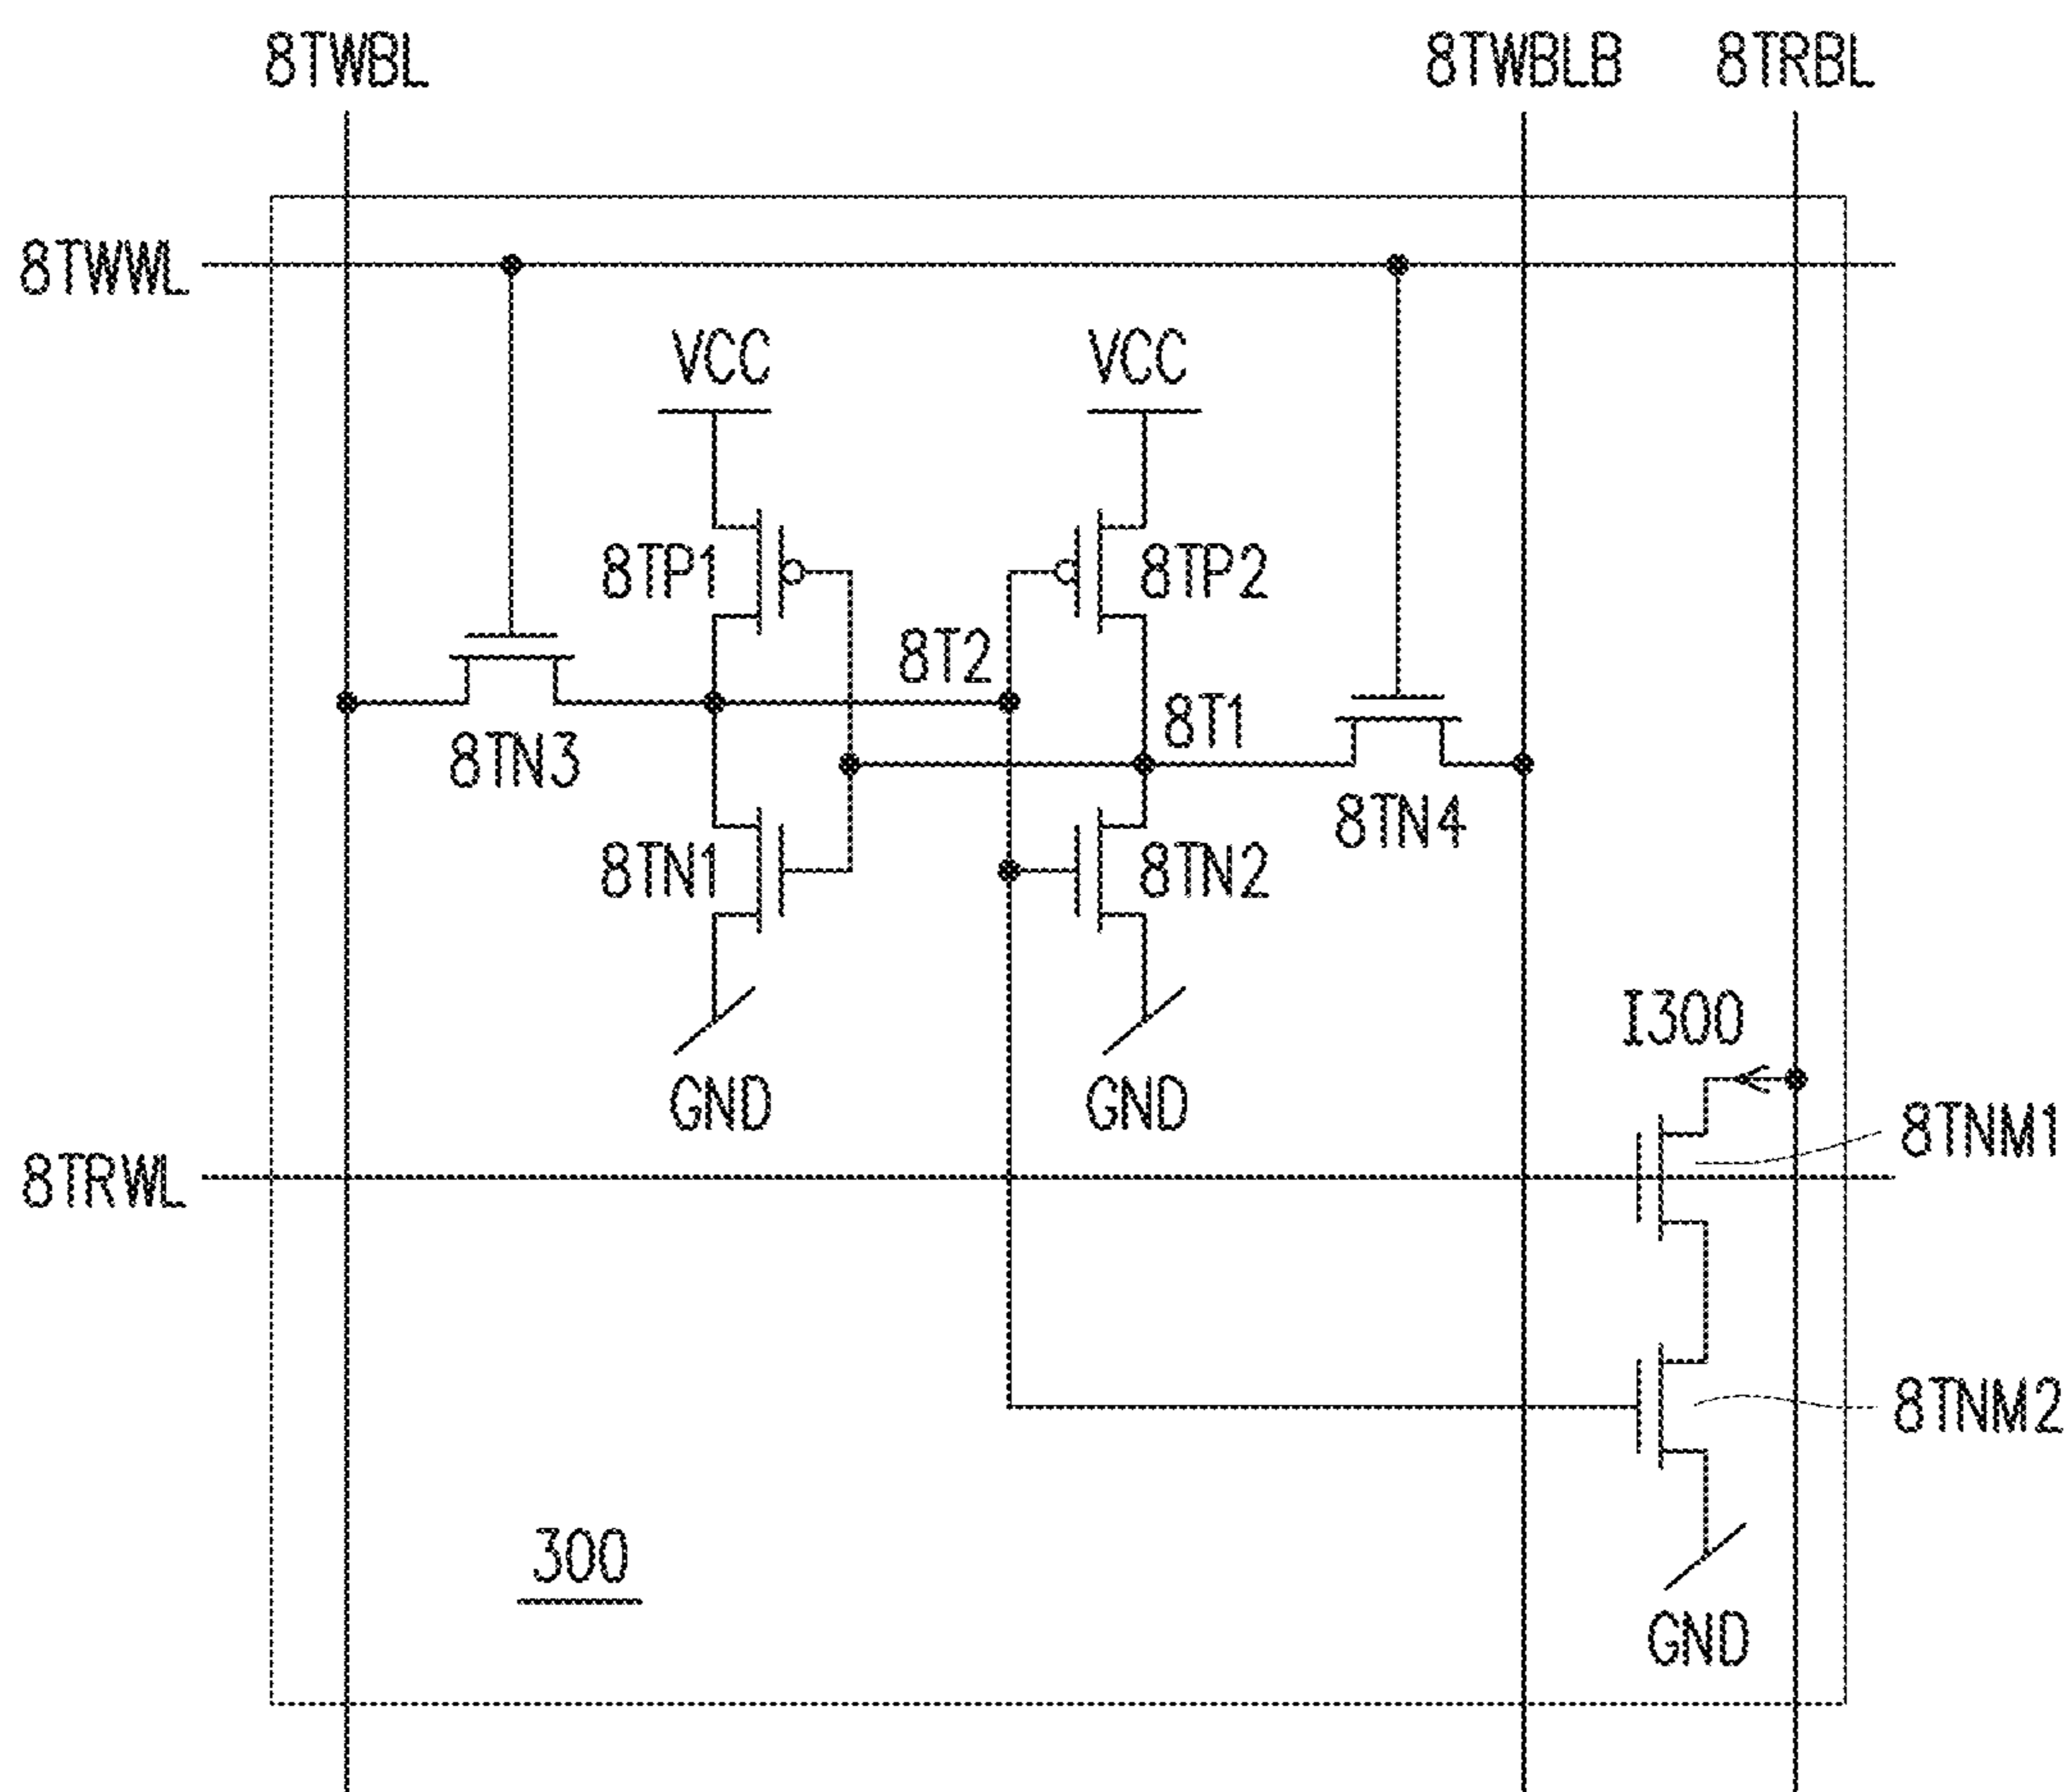 8TWBL
8TWBLB
8TRBL
8TWWL
VCC
VCC
8TP1
8TP2
8T2
8T1
8TN3
8TN4
8TN1
8TN2
I300
GND
GND
8TNM1
8TRWL
8TNM2
300
GND